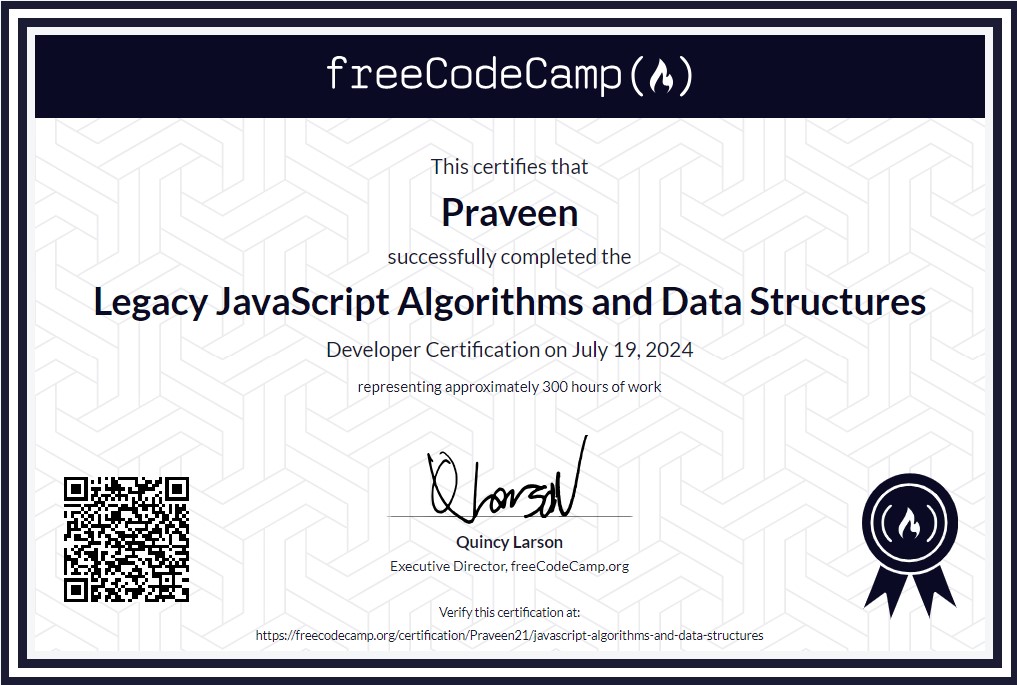 freeCodeCamp(🔥)
This certifies that
Praveen
successfully completed the
Legacy JavaScript Algorithms and Data Structures
Developer Certification on July 19, 2024
representing approximately 300 hours of work
Q Larson
Quincy Larson
Executive Director, freeCodeCamp.org
Verify this certification at:
https://freecodecamp.org/certification/Praveen21/javascript-algorithms-and-data-structures